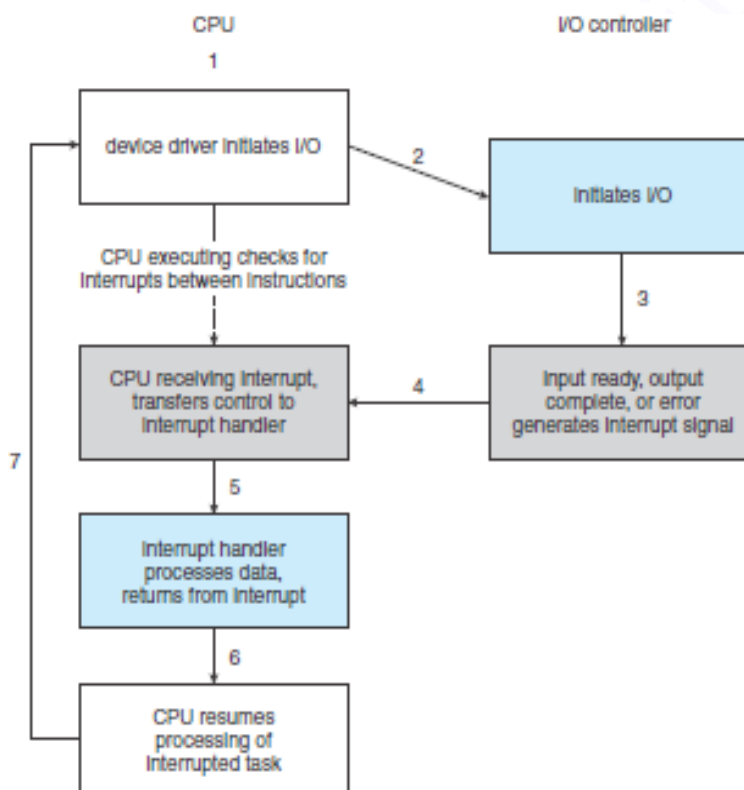 CPU
I/O controller
1
device driver initiates I/O
2
initiates I/O
CPU executing checks for
interrupts between instructions
3
CPU receiving interrupt,
transfers control to
interrupt handler
4
input ready, output
complete, or error
generates interrupt signal
7
5
interrupt handler
processes data,
returns from interrupt
6
CPU resumes
processing of
interrupted task